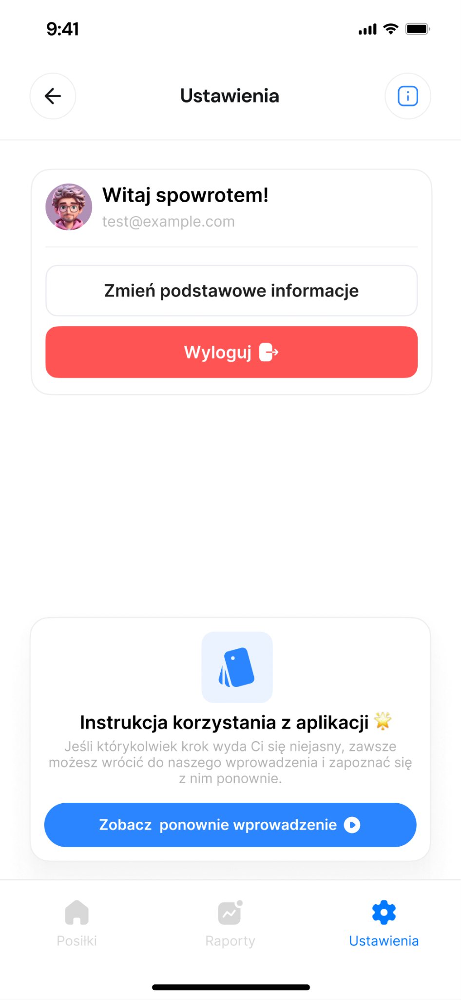 9:41
Ustawienia
Witaj spowrotem!
test@example.com
Zmień podstawowe informacje
Wyloguj
Instrukcja korzystania z aplikacji 🌟
Jeśli którykolwiek krok wyda Ci się niejasny, zawsze
możesz wrócić do naszego wprowadzenia i zapoznać się
z nim ponownie.
Zobacz  ponownie wprowadzenie
Posiłki
Raporty
Ustawienia